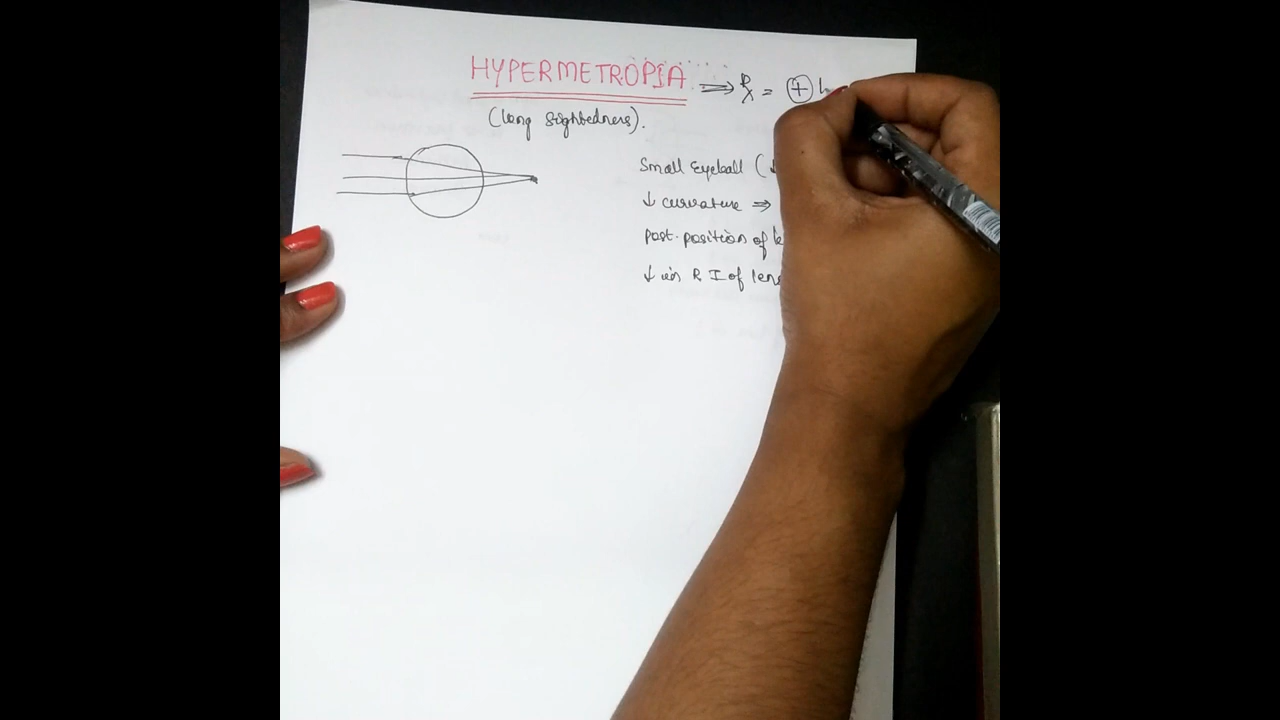 HYPERMETROPIA ⇒ Rx = ⊕
(long sightedness).
Small Eyeball (↓
↓ curvature ⇒
post. position of
↓ in R I of lens